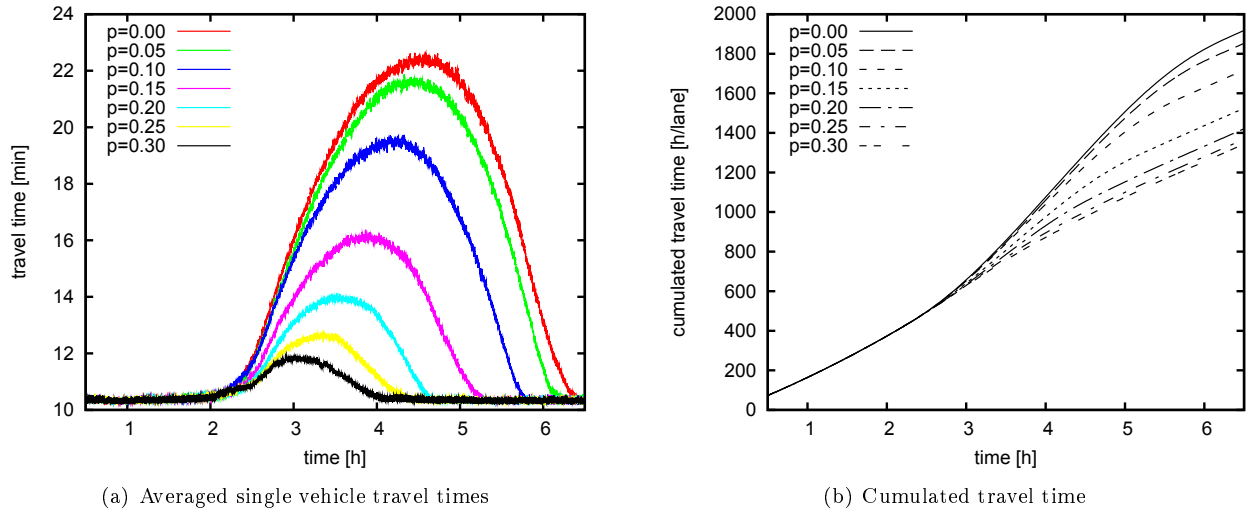 24
22
20
18
16
14
12
10
travel time [min]
p=0.00
p=0.05
p=0.10
p=0.15
p=0.20
p=0.25
p=0.30
1 2 3 4 5 6
time [h]
(a) Averaged single vehicle travel times
2000
1800
1600
1400
1200
1000
800
600
400
200
0
cumulated travel time [h/lane]
p=0.00
p=0.05
p=0.10
p=0.15
p=0.20
p=0.25
p=0.30
1 2 3 4 5 6
time [h]
(b) Cumulated travel time